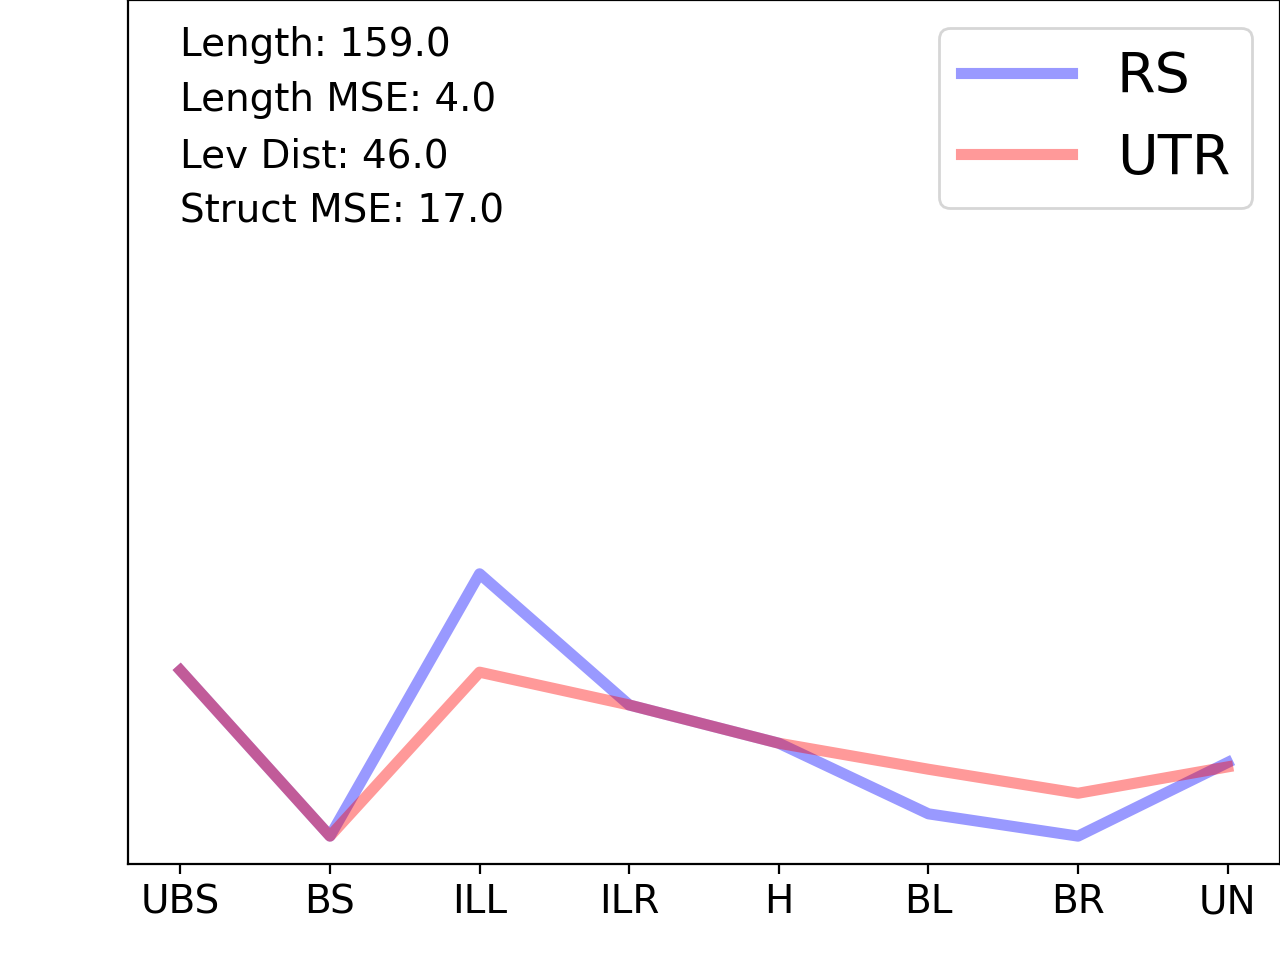 Length: 159.0
Length MSE: 4.0
Lev Dist: 46.0
Struct MSE: 17.0
RS
UTR
UBS BS ILL ILR H BL BR UN